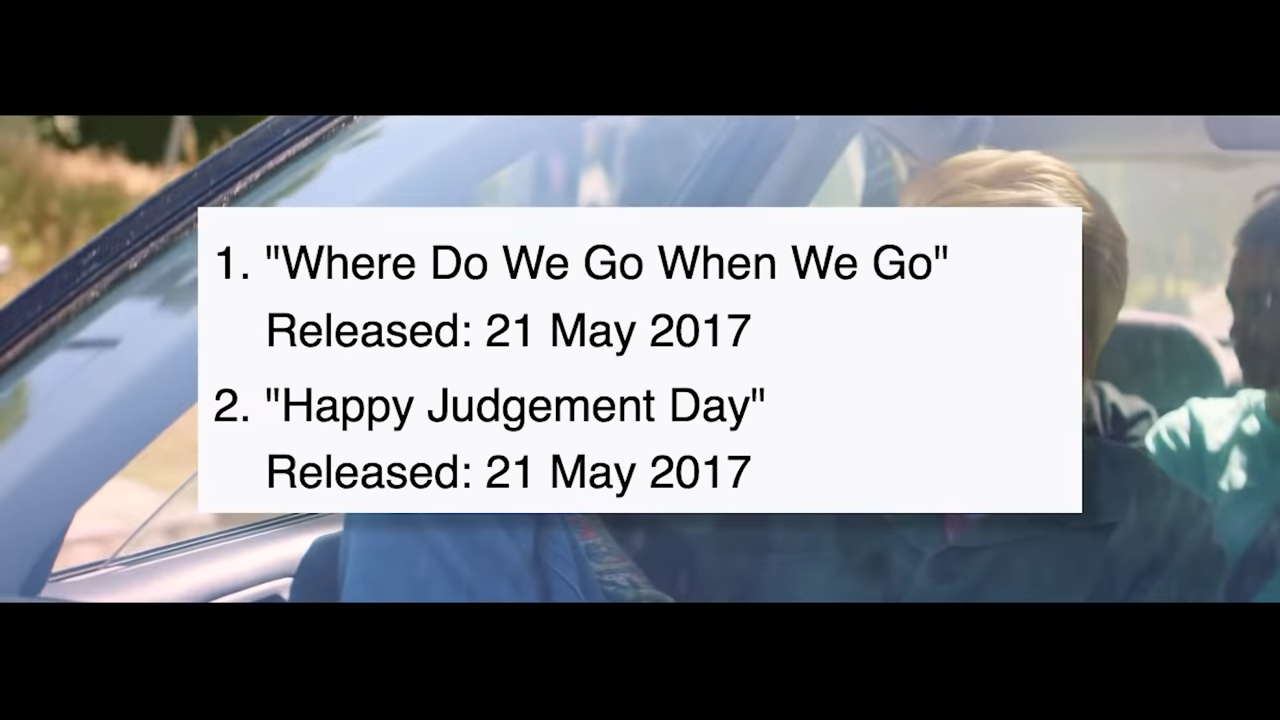 1. "Where Do We Go When We Go"
Released: 21 May 2017
2. "Happy Judgement Day"
Released: 21 May 2017